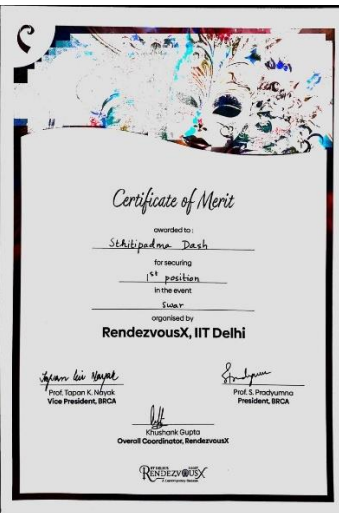 Certificate of Merit
awarded to :
Sthitipadma Dash
for securing
1st position
in the event
Swar
organised by
RendezvousX, IIT Delhi
Prof. Tapan K. Nayak
Vice President, BRCA
Prof. S. Pradyumna
President, BRCA
Khushank Gupta
Overall Coordinator, RendezvousX
RENDEZVOUSX